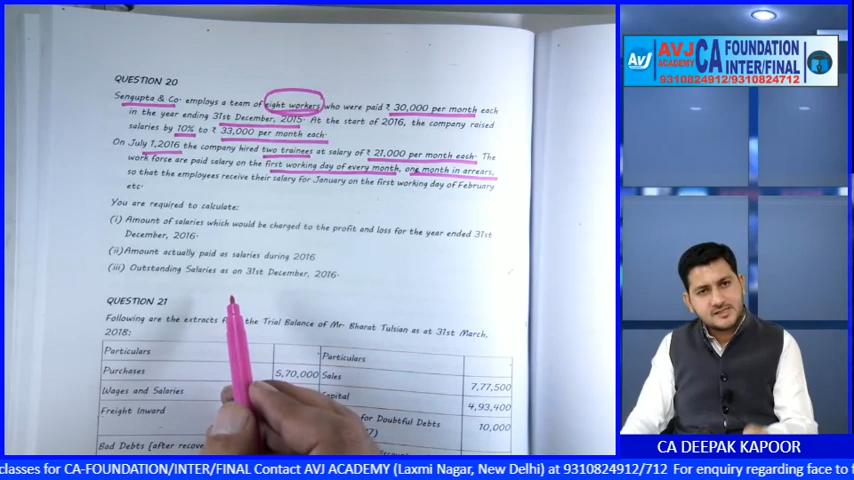 QUESTION 20
Sengupta & Co. employs a team of eight workers who were paid ₹ 30,000 per month each
in the year ending 31st December, 2015. At the start of 2016, the company raised
salaries by 10% to ₹ 33,000 per month each.
On July 1,2016 the company hired two trainees at salary of ₹ 21,000 per month each. The
work force are paid salary on the first working day of every month, one month in arrears,
so that the employees receive their salary for January on the first working day of February
etc.
You are required to calculate:
(i) Amount of salaries which would be charged to the profit and loss for the year ended 31st
December, 2016.
(ii)Amount actually paid as salaries during 2016
(iii) Outstanding Salaries as on 31st December, 2016.
QUESTION 21
Following are the extracts the Trial Balance of Mr. Bharat Tulsian as at 31st March,
2018:
Particulars Particulars
Purchases 5,70,000 Sales 7,77,500
Wages and Salaries 4,93,400
Freight Inward for Doubtful Debts 10,000
Bad Debts [after
AVJ
AVJ
ACADEMY
CA
FOUNDATION
INTER/FINAL
9310824912/9310824712
CA DEEPAK KAPOOR
classes for CA-FOUNDATION/INTER/FINAL Contact AVJ ACADEMY (Laxmi Nagar, New Delhi) at 9310824912/712 For enquiry regarding face to